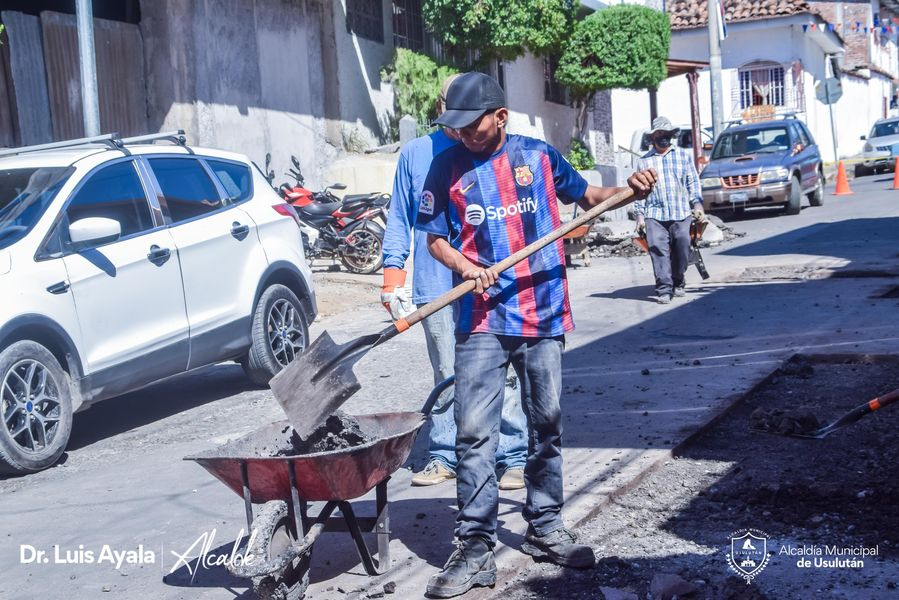 Spotify
Dr. Luis Ayala
Alcalde
Alcaldía Municipal
de Usulután